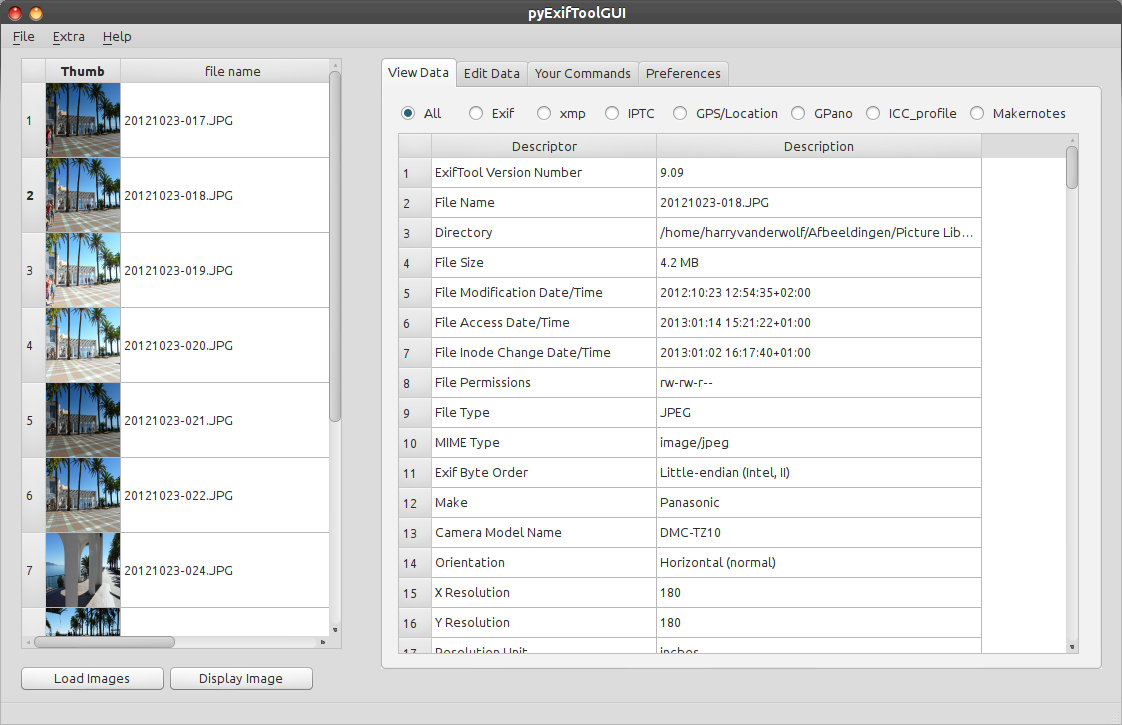 pyExifToolGUI
File Extra Help
Thumb file name
1 20121023-017.JPG
2 20121023-018.JPG
3 20121023-019.JPG
4 20121023-020.JPG
5 20121023-021.JPG
6 20121023-022.JPG
7 20121023-024.JPG
Load Images Display Image
View Data Edit Data Your Commands Preferences
All Exif xmp IPTC GPS/Location GPano ICC_profile Makernotes
Descriptor Description
1 ExifTool Version Number 9.09
2 File Name 20121023-018.JPG
3 Directory /home/harryvanderwolf/Afbeeldingen/Picture Lib...
4 File Size 4.2 MB
5 File Modification Date/Time 2012:10:23 12:54:35+02:00
6 File Access Date/Time 2013:01:14 15:21:22+01:00
7 File Inode Change Date/Time 2013:01:02 16:17:40+01:00
8 File Permissions rw-rw-r--
9 File Type JPEG
10 MIME Type image/jpeg
11 Exif Byte Order Little-endian (Intel, II)
12 Make Panasonic
13 Camera Model Name DMC-TZ10
14 Orientation Horizontal (normal)
15 X Resolution 180
16 Y Resolution 180
17 Resolution Unit inches